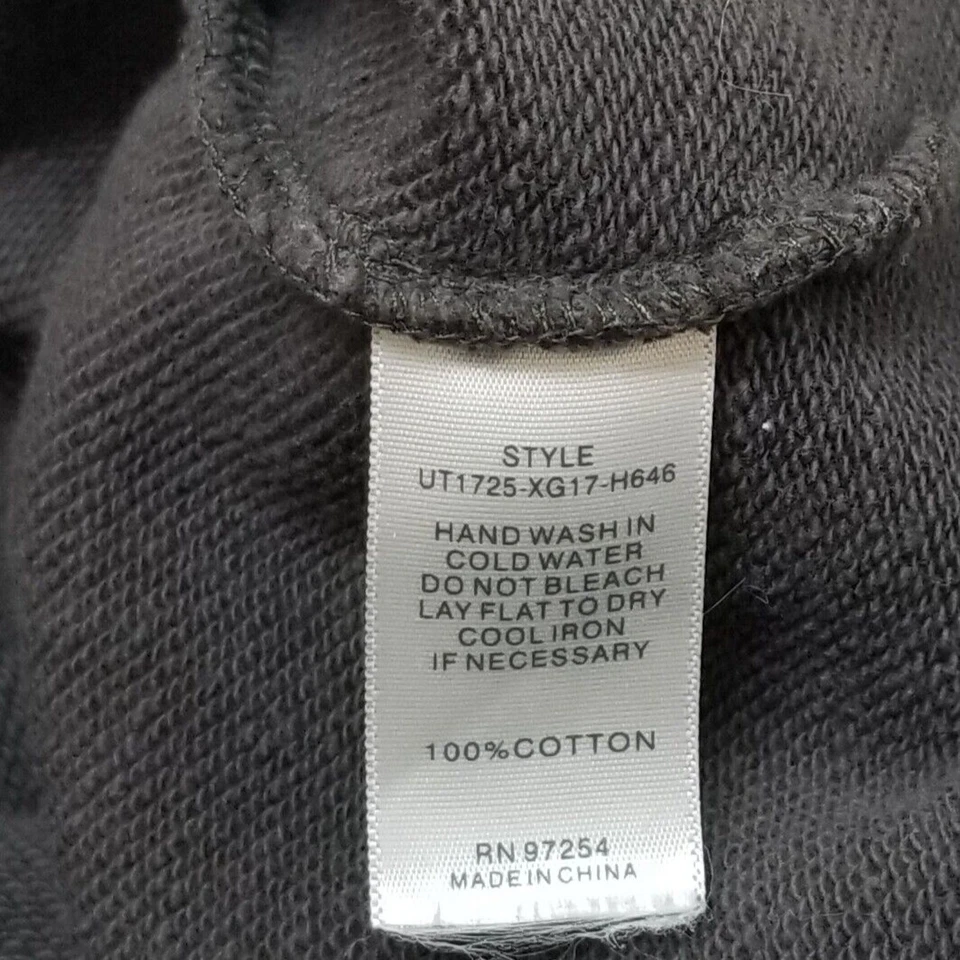 STYLE
UT1725-XG17-H646
HAND WASH IN
COLD WATER
DO NOT BLEACH
LAY FLAT TO DRY
COOL IRON
IF NECESSARY
100% COTTON
RN 97254
MADE IN CHINA